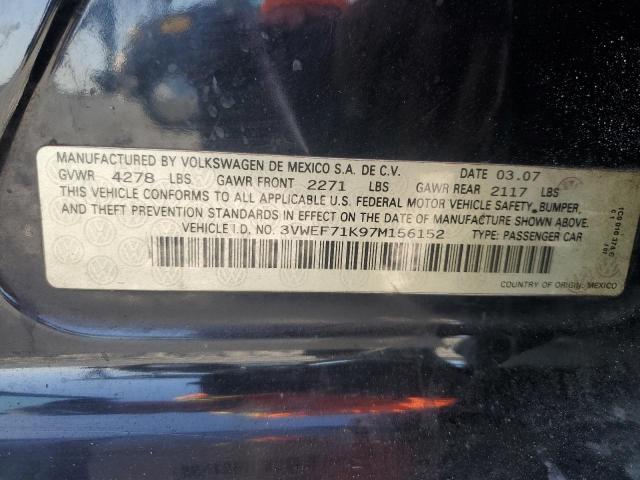 MANUFACTURED BY VOLKSWAGEN DE MEXICO S.A. DE C.V. DATE 03.07
GVWR 4278 LBS GAWR FRONT 2271 LBS GAWR REAR 2117 LBS
THIS VEHICLE CONFORMS TO ALL APPLICABLE U.S. FEDERAL MOTOR VEHICLE SAFETY, BUMPER,
AND THEFT PREVENTION STANDARDS IN EFFECT ON THE DATE OF MANUFACTURE SHOWN ABOVE.
VEHICLE I.D. NO. 3VWEF71K97M156152 TYPE: PASSENGER CAR
COUNTRY OF ORIGIN: MEXICO